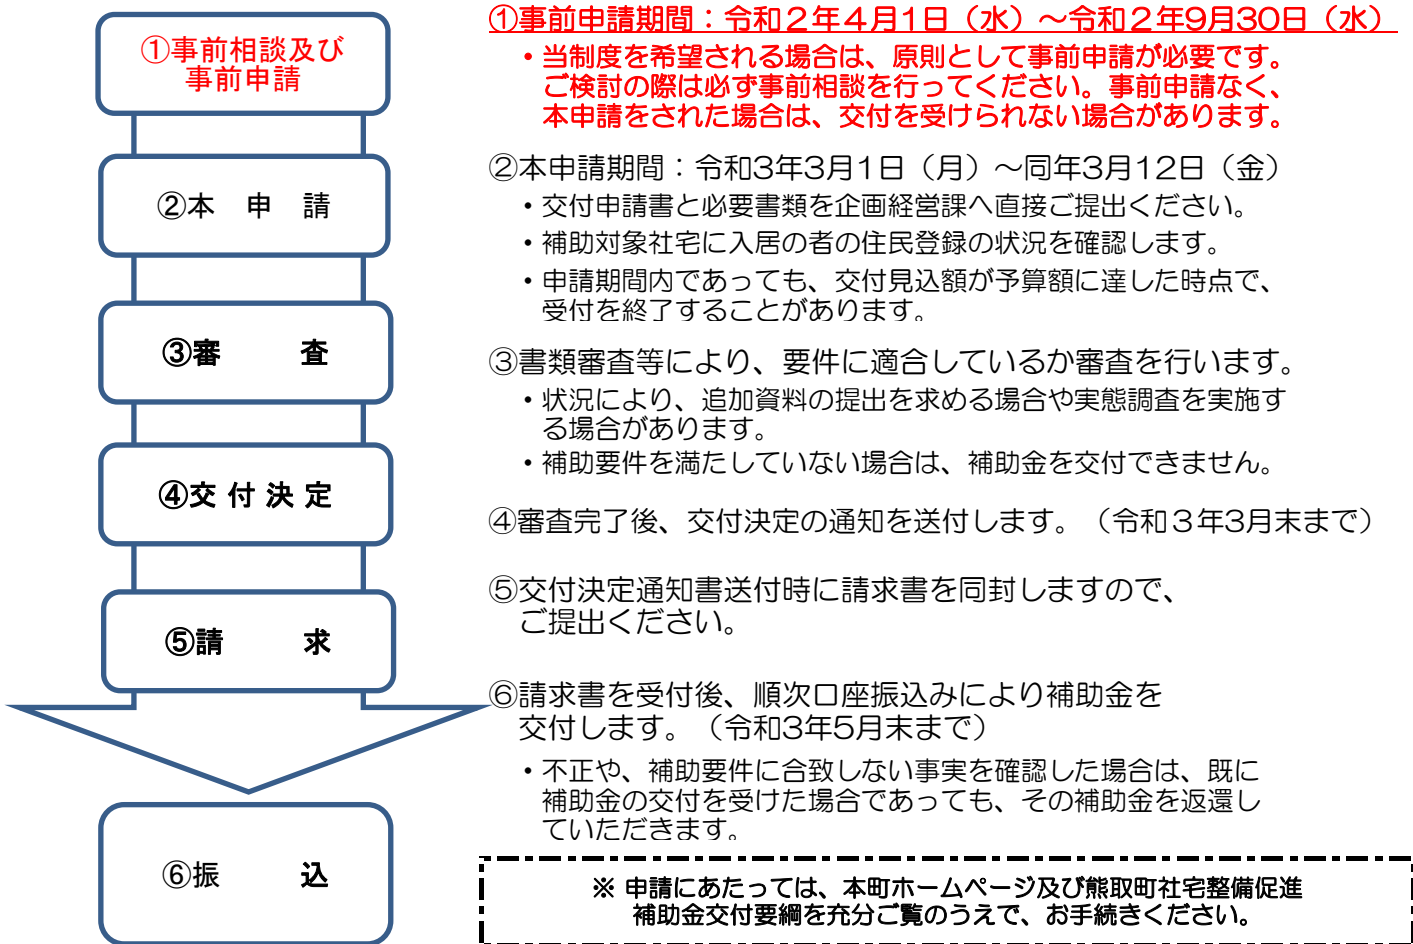 ①事前相談及び
事前申請
②本　申　請
③審　　査
④交 付 決 定
⑤請　　求
⑥振　　込
①事前申請期間：令和２年４月1日（水）～令和２年9月30日（水）
・当制度を希望される場合は、原則として事前申請が必要です。
ご検討の際は必ず事前相談を行ってください。事前申請なく、
本申請をされた場合は、交付を受けられない場合があります。
②本申請期間：令和3年3月1日（月）～同年3月12日（金）
・交付申請書と必要書類を企画経営課へ直接ご提出ください。
・補助対象社宅に入居の者の住民登録の状況を確認します。
・申請期間内であっても、交付見込額が予算額に達した時点で、
受付を終了することがあります。
③書類審査等により、要件に適合しているか審査を行います。
・状況により、追加資料の提出を求める場合や実態調査を実施す
る場合があります。
・補助要件を満たしていない場合は、補助金を交付できません。
④審査完了後、交付決定の通知を送付します。（令和３年3月末まで）
⑤交付決定通知書送付時に請求書を同封しますので、
ご提出ください。
⑥請求書を受付後、順次口座振込みにより補助金を
交付します。（令和3年5月末まで）
・不正や、補助要件に合致しない事実を確認した場合は、既に
補助金の交付を受けた場合であっても、その補助金を返還し
ていただきます。
※ 申請にあたっては、本町ホームページ及び熊取町社宅整備促進
補助金交付要綱を充分ご覧のうえで、お手続きください。